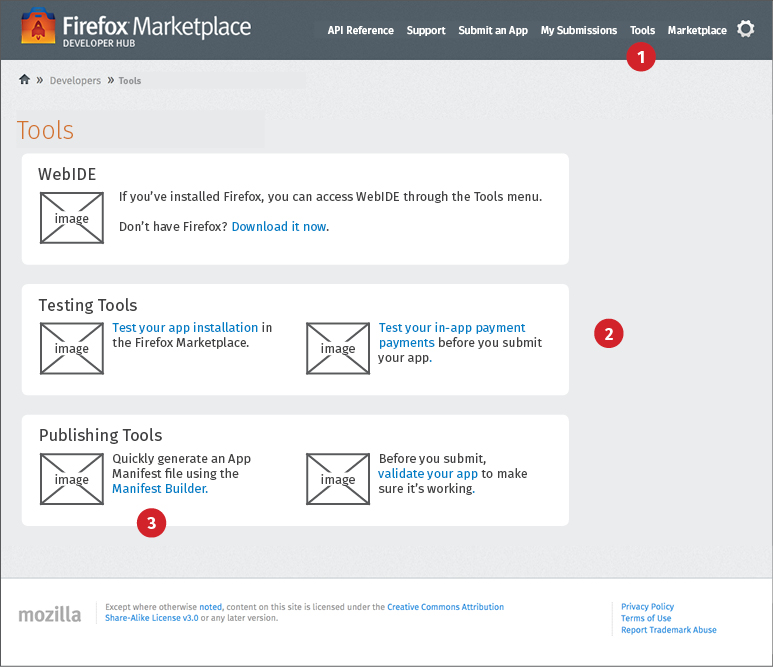 Firefox Marketplace
DEVELOPER HUB
API Reference Support Submit an App My Submissions Tools Marketplace
1
» Developers » Tools
Tools
WebIDE
image
If you’ve installed Firefox, you can access WebIDE through the Tools menu.
Don’t have Firefox? Download it now.
Testing Tools
image
Test your app installation in
the Firefox Marketplace.
image
Test your in-app payment
payments before you submit
your app.
2
Publishing Tools
image
Quickly generate an App
Manifest file using the
Manifest Builder.
image
Before you submit,
validate your app to make
sure it’s working.
3
mozilla
Except where otherwise noted, content on this site is licensed under the Creative Commons Attribution
Share-Alike License v3.0 or any later version.
Privacy Policy
Terms of Use
Report Trademark Abuse